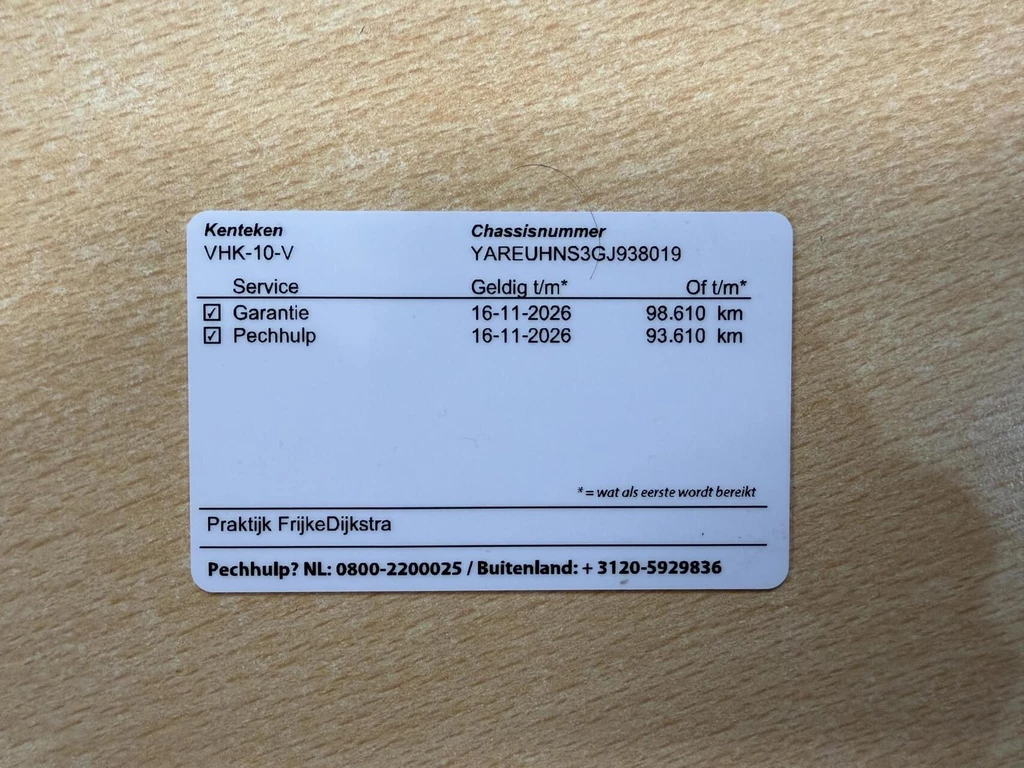 Kenteken Chassisnummer
VHK-10-V YAREUHNS3GJ938019
Service Geldig t/m* Of t/m*
☑ Garantie 16-11-2026 98.610 km
☑ Pechhulp 16-11-2026 93.610 km
* = wat als eerste wordt bereikt
Praktijk FrijkeDijkstra
Pechhulp? NL: 0800-2200025 / Buitenland: + 3120-5929836